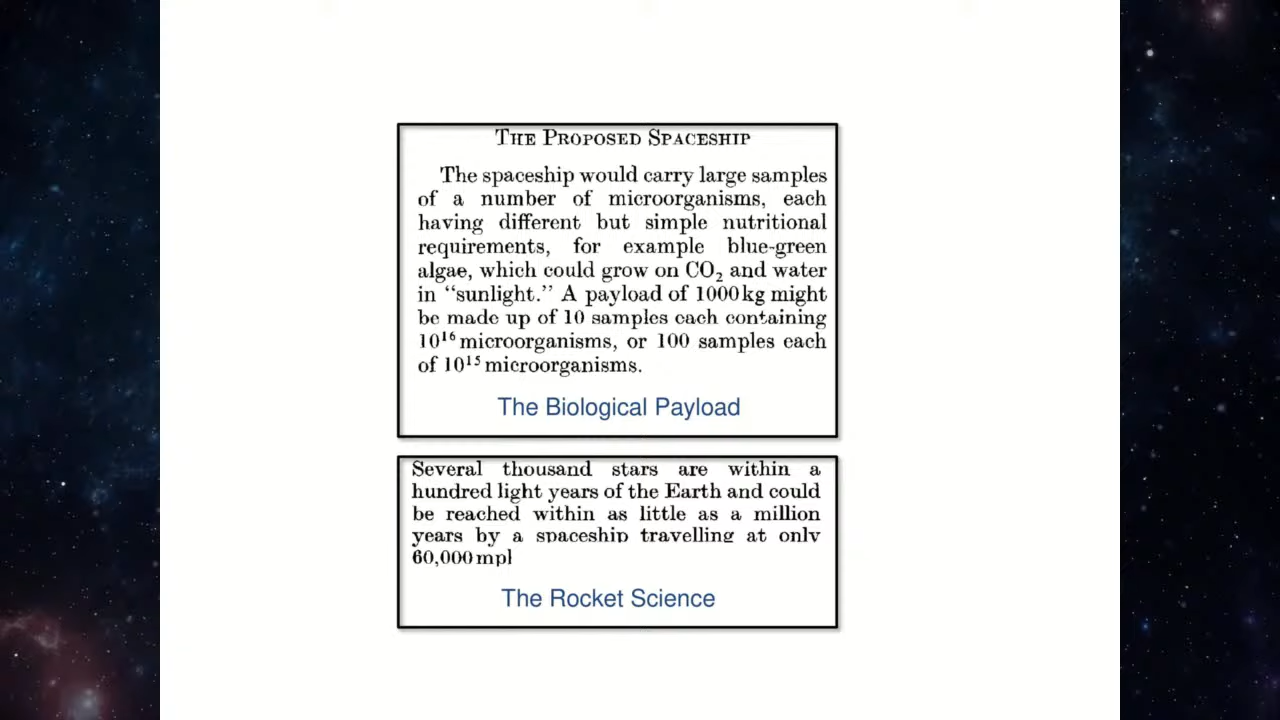 THE PROPOSED SPACESHIP
The spaceship would carry large samples
of a number of microorganisms, each
having different but simple nutritional
requirements, for example blue-green
algae, which could grow on CO₂ and water
in “sunlight.” A payload of 1000 kg might
be made up of 10 samples each containing
10¹⁶ microorganisms, or 100 samples each
of 10¹⁵ microorganisms.
The Biological Payload
Several thousand stars are within a
hundred light years of the Earth and could
be reached within as little as a million
years by a spaceship travelling at only
60,000
The Rocket Science